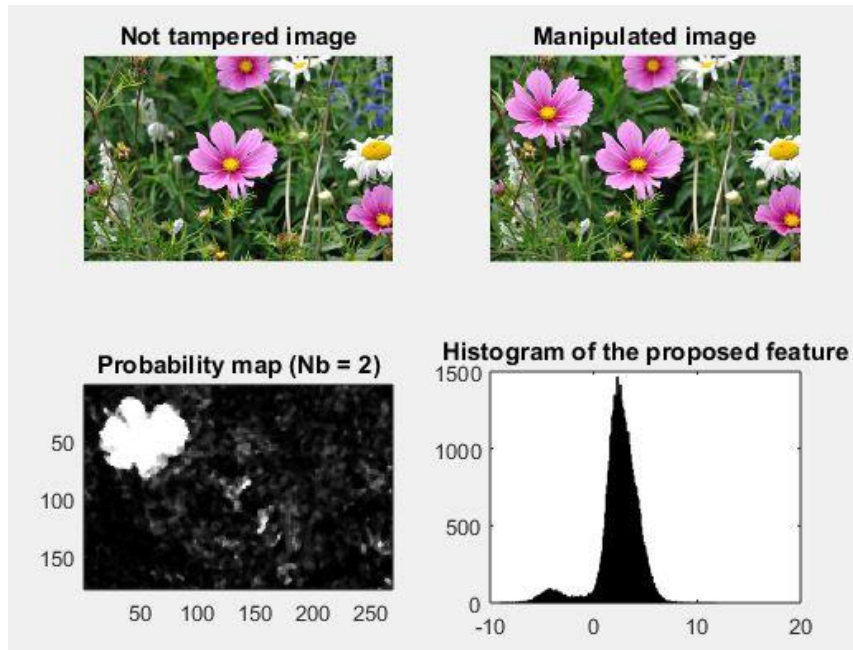 Not tampered image
Manipulated image
Probability map (Nb = 2)
50
100
150
50 100 150 200 250
Histogram of the proposed feature
1500
1000
500
0
-10 0 10 20